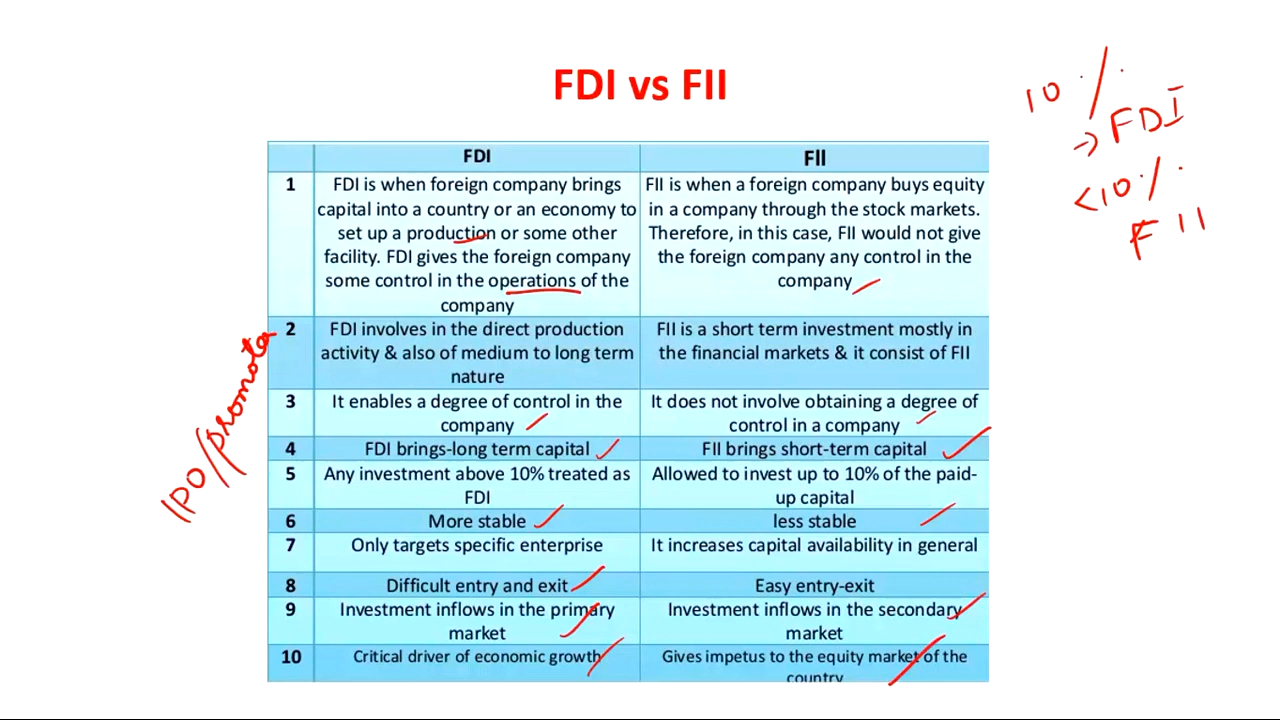 FDI vs FII
10 %
→ FDI
<10 %
FII
FDI
FII
1
FDI is when foreign company brings
capital into a country or an economy to
set up a production or some other
facility. FDI gives the foreign company
some control in the operations of the
company
FII is when a foreign company buys equity
in a company through the stock markets.
Therefore, in this case, FII would not give
the foreign company any control in the
company
2
FDI involves in the direct production
activity & also of medium to long term
nature
FII is a short term investment mostly in
the financial markets & it consist of FII
3
It enables a degree of control in the
company
It does not involve obtaining a degree of
control in a company
4
FDI brings-long term capital
FII brings short-term capital
5
Any investment above 10% treated as
FDI
Allowed to invest up to 10% of the paid-
up capital
6
More stable
less stable
7
Only targets specific enterprise
It increases capital availability in general
8
Difficult entry and exit
Easy entry-exit
9
Investment inflows in the primary
market
Investment inflows in the secondary
market
10
Critical driver of economic growth
Gives impetus to the equity market of the
country
IPO/promoter